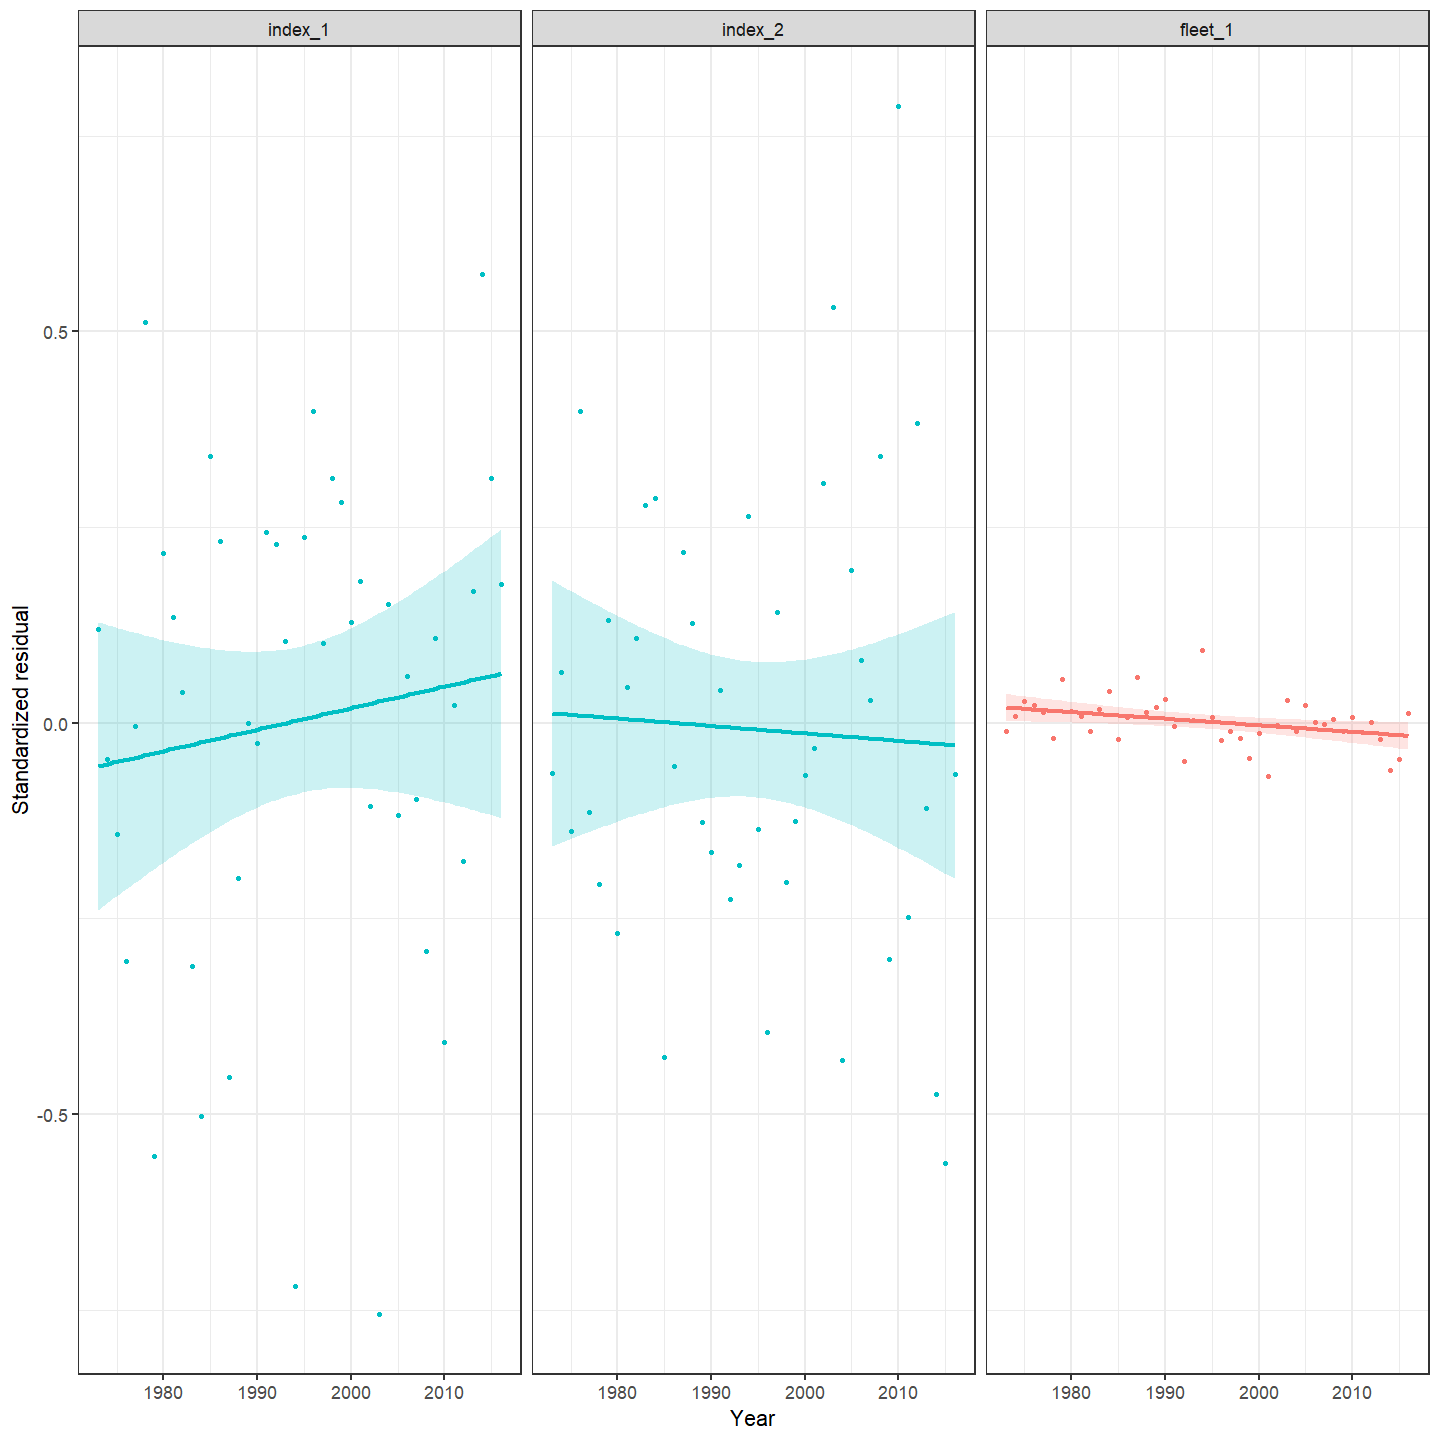 index_1 index_2 fleet_1
Standardized residual
0.5
0.0
-0.5
1980 1990 2000 2010 1980 1990 2000 2010 1980 1990 2000 2010
Year